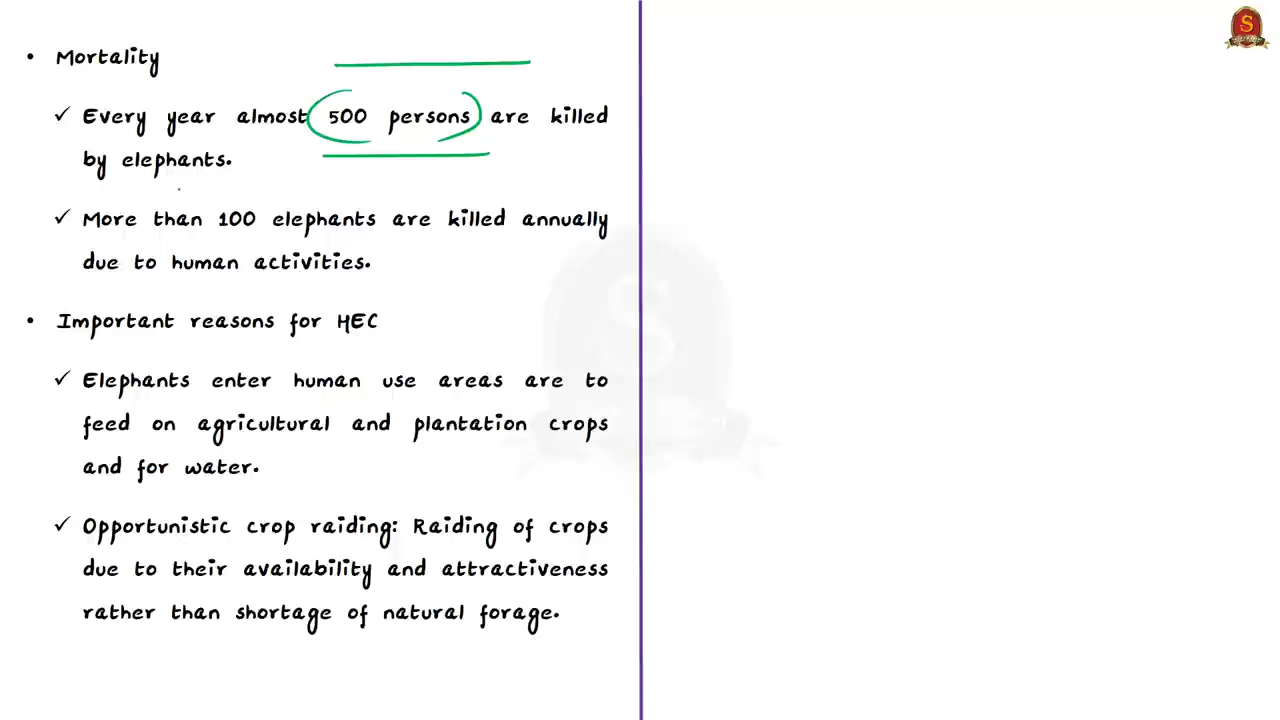 • Mortality
✓ Every year almost 500 persons are killed
by elephants.
✓ More than 100 elephants are killed annually
due to human activities.
• Important reasons for HEC
✓ Elephants enter human use areas are to
feed on agricultural and plantation crops
and for water.
✓ Opportunistic crop raiding: Raiding of crops
due to their availability and attractiveness
rather than shortage of natural forage.
S